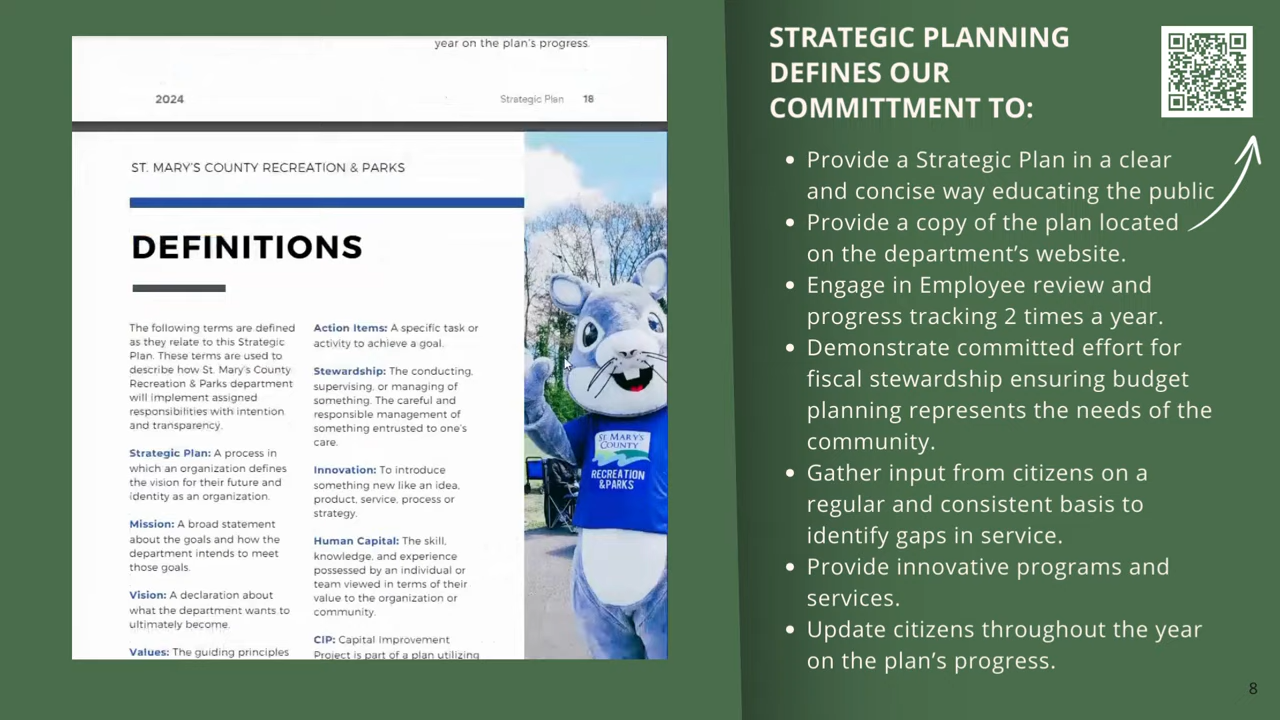 year on the plan's progress.
2024
Strategic Plan 18
ST. MARY'S COUNTY RECREATION & PARKS
DEFINITIONS
The following terms are defined
as they relate to this Strategic
Plan. These terms are used to
describe how St. Mary's County
Recreation & Parks department
will implement assigned
responsibilities with intention
and transparency.
Strategic Plan: A process in
which an organization defines
the vision for their future and
identity as an organization.
Mission: A broad statement
about the goals and how the
department intends to meet
those goals.
Vision: A declaration about
what the department wants to
ultimately become.
Values: The guiding principles
Action Items: A specific task or
activity to achieve a goal.
Stewardship: The conducting,
supervising, or managing of
something. The careful and
responsible management of
something entrusted to one's
care.
Innovation: To introduce
something new like an idea,
product, service, process or
strategy.
Human Capital: The skill,
knowledge, and experience
possessed by an individual or
team viewed in terms of their
value to the organization or
community.
CIP: Capital Improvement
Project is part of a plan utilizing
ST. MARY'S
COUNTY
RECREATION
& PARKS
STRATEGIC PLANNING
DEFINES OUR
COMMITTMENT TO:
• Provide a Strategic Plan in a clear
and concise way educating the public
• Provide a copy of the plan located
on the department's website.
• Engage in Employee review and
progress tracking 2 times a year.
• Demonstrate committed effort for
fiscal stewardship ensuring budget
planning represents the needs of the
community.
• Gather input from citizens on a
regular and consistent basis to
identify gaps in service.
• Provide innovative programs and
services.
• Update citizens throughout the year
on the plan's progress.
8